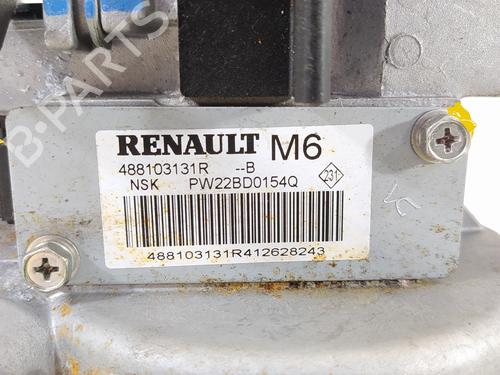 RENAULT M6
488103131R --B
NSK PW22BD0154Q
231
488103131R412628243
B-PARTS